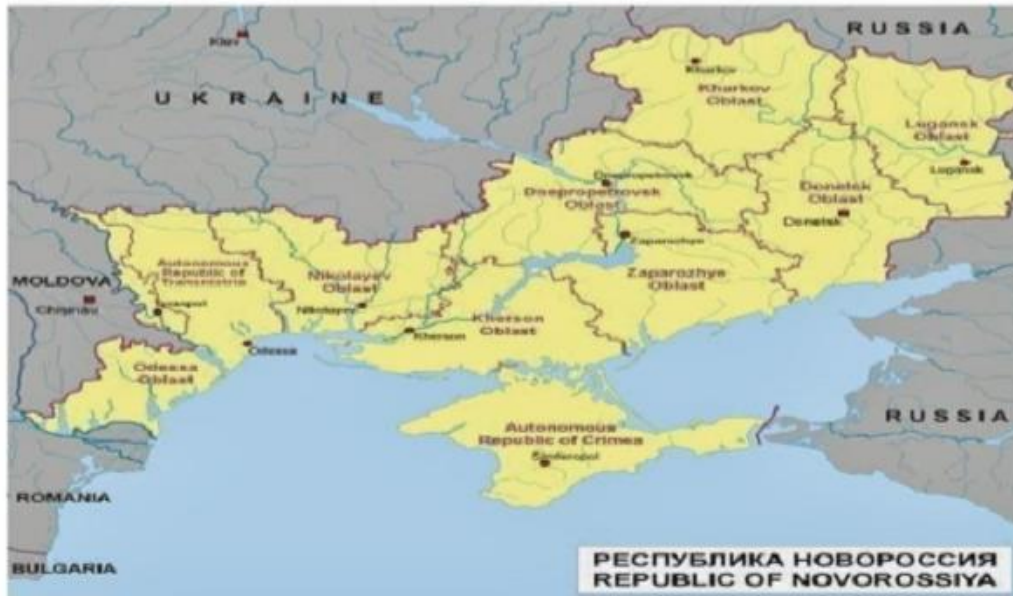 RUSSIA
Kiev
UKRAINE
Kharkov
Kharkov
Oblast
Lugansk
Oblast
Lugansk
Dnepropetrovsk
Dnepropetrovsk
Oblast
Donetsk
Oblast
Donetsk
Zaparozhye
Zaparozhye
Oblast
MOLDOVA
Chisinau
Autonomous
Republic of
Transnistria
Nikolayev
Oblast
Nikolayev
Kherson
Oblast
Kherson
Odessa
Odessa
Oblast
Autonomous
Republic of Crimea
RUSSIA
ROMANIA
BULGARIA
РЕСПУБЛИКА НОВОРОССИЯ
REPUBLIC OF NOVOROSSIYA